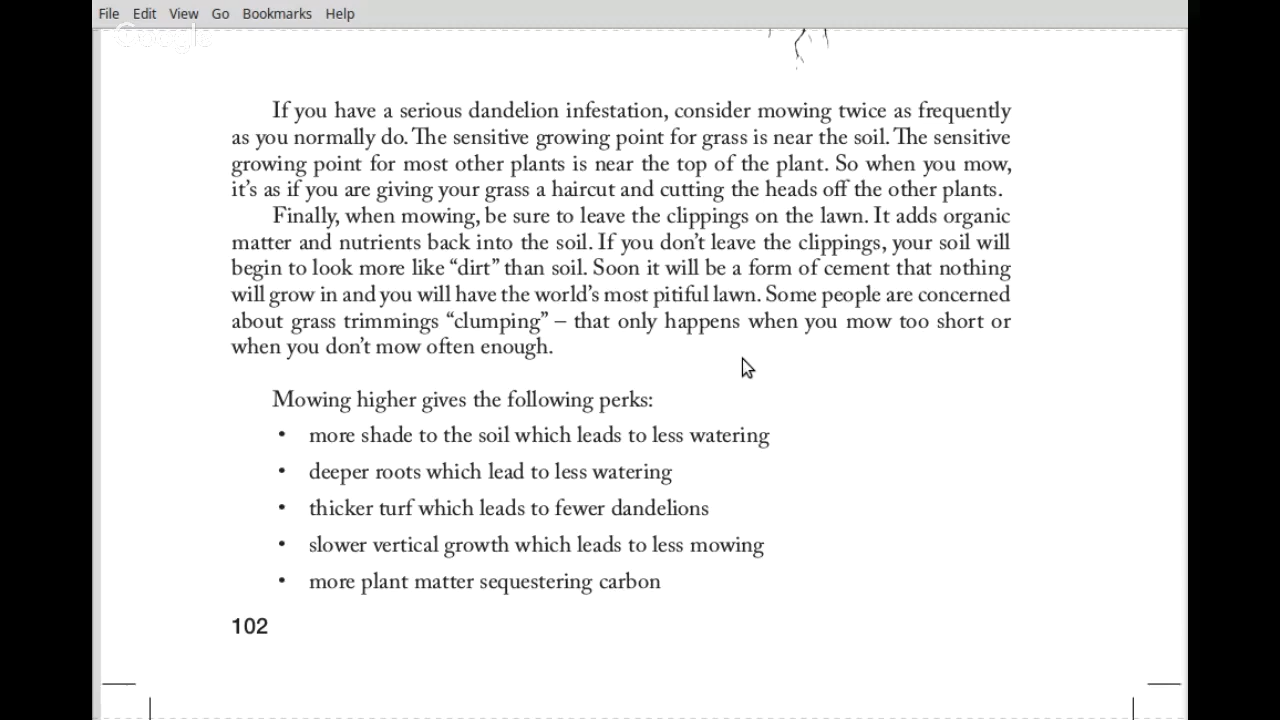 File Edit View Go Bookmarks Help
Google
If you have a serious dandelion infestation, consider mowing twice as frequently
as you normally do. The sensitive growing point for grass is near the soil. The sensitive
growing point for most other plants is near the top of the plant. So when you mow,
it’s as if you are giving your grass a haircut and cutting the heads off the other plants.
Finally, when mowing, be sure to leave the clippings on the lawn. It adds organic
matter and nutrients back into the soil. If you don’t leave the clippings, your soil will
begin to look more like “dirt” than soil. Soon it will be a form of cement that nothing
will grow in and you will have the world’s most pitiful lawn. Some people are concerned
about grass trimmings “clumping” – that only happens when you mow too short or
when you don’t mow often enough.
Mowing higher gives the following perks:
• more shade to the soil which leads to less watering
• deeper roots which lead to less watering
• thicker turf which leads to fewer dandelions
• slower vertical growth which leads to less mowing
• more plant matter sequestering carbon
102